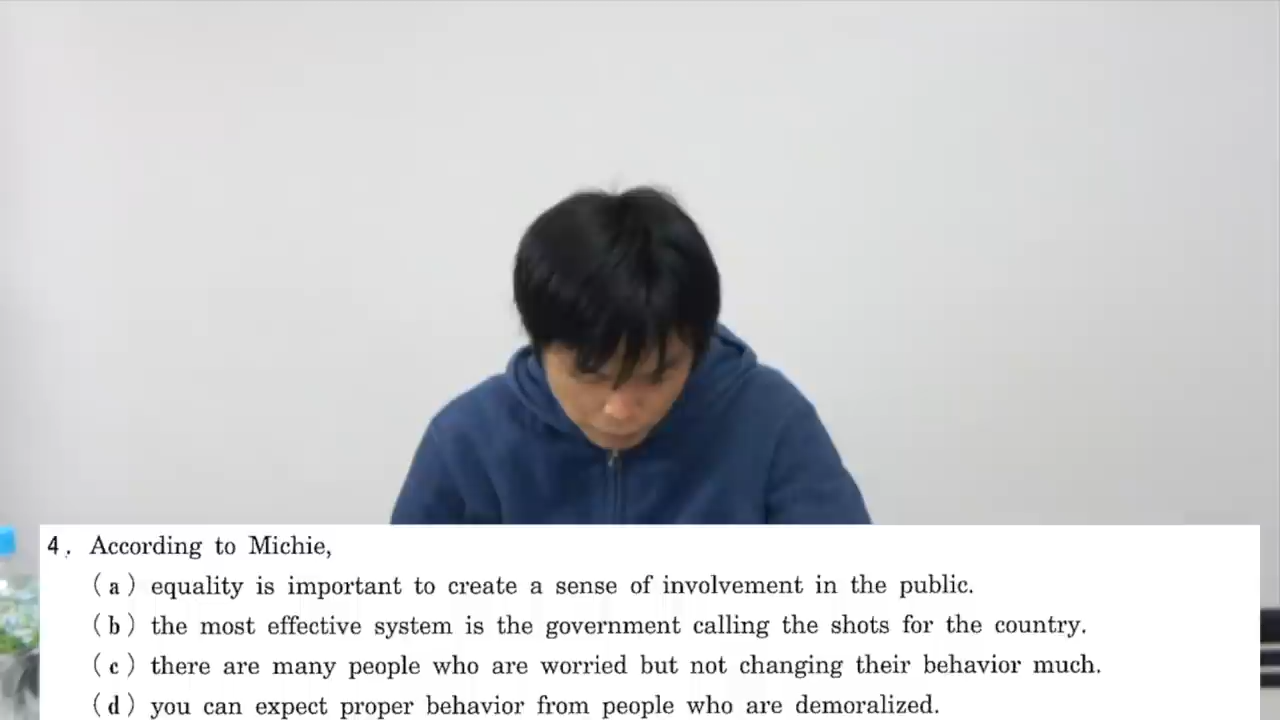 4. According to Michie,
(a) equality is important to create a sense of involvement in the public.
(b) the most effective system is the government calling the shots for the country.
(c) there are many people who are worried but not changing their behavior much.
(d) you can expect proper behavior from people who are demoralized.